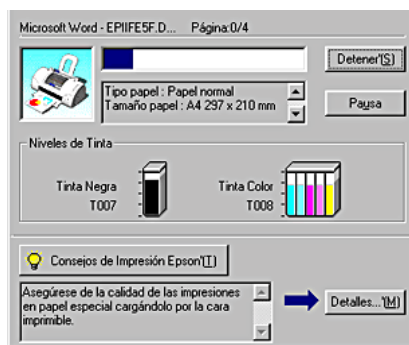 Microsoft Word - EPIIFE5F.D... Página:0/4
Detener'(S)
Tipo papel : Papel normal
Tamaño papel : A4 297 x 210 mm
Pausa
Niveles de Tinta
Tinta Negra
T007
Tinta Color
T008
Consejos de Impresión Epson'(T)
Asegúrese de la calidad de las impresiones
en papel especial cargándolo por la cara
imprimible.
Detalles...'(M)